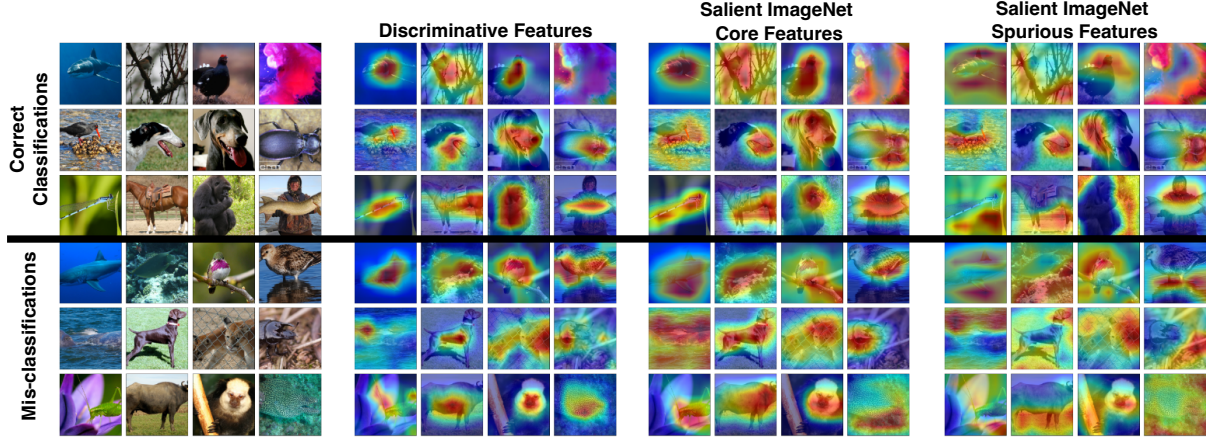 Discriminative Features
Salient ImageNet
Core Features
Salient ImageNet
Spurious Features
Correct
Classifications
Mis-classifications